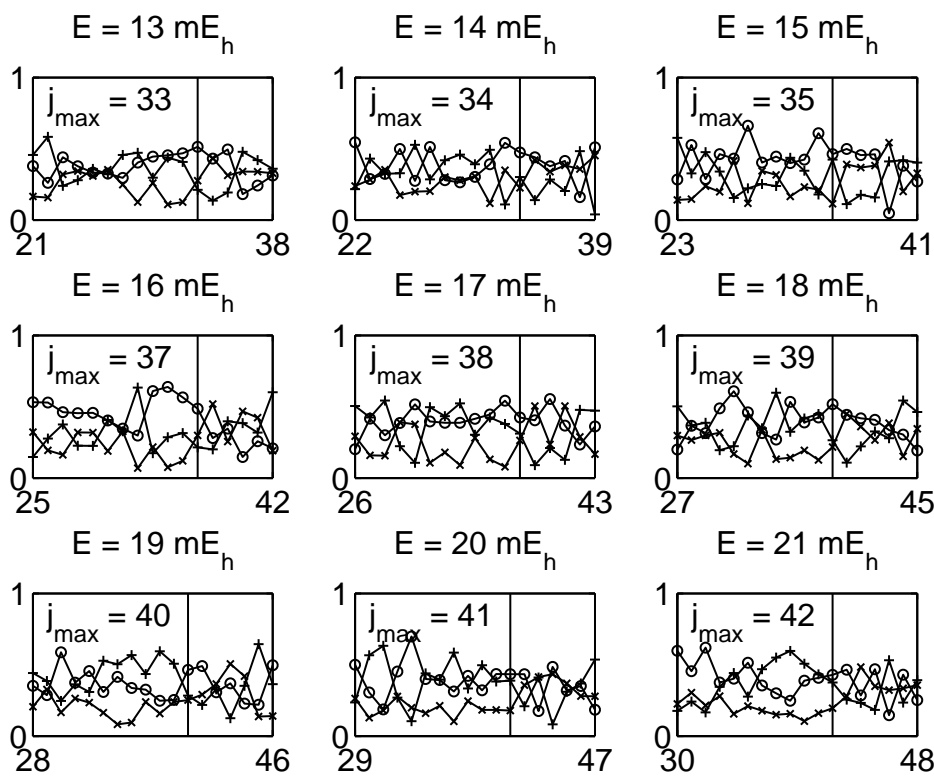 E = 13 mE_h
E = 14 mE_h
E = 15 mE_h
1
j_max = 33
0
21
38
1
j_max = 34
0
22
39
1
j_max = 35
0
23
41
E = 16 mE_h
E = 17 mE_h
E = 18 mE_h
1
j_max = 37
0
25
42
1
j_max = 38
0
26
43
1
j_max = 39
0
27
45
E = 19 mE_h
E = 20 mE_h
E = 21 mE_h
1
j_max = 40
0
28
46
1
j_max = 41
0
29
47
1
j_max = 42
0
30
48